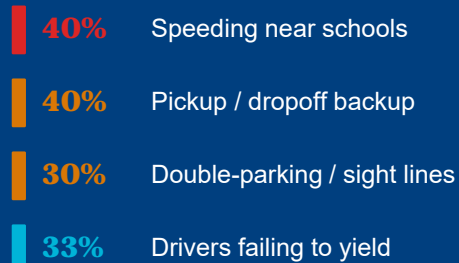 40% Speeding near schools
40% Pickup / dropoff backup
30% Double-parking / sight lines
33% Drivers failing to yield